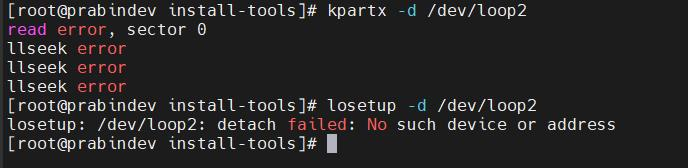 [root@prabindev install-tools]# kpartx -d /dev/loop2
read error, sector 0
llseek error
llseek error
llseek error
[root@prabindev install-tools]# losetup -d /dev/loop2
losetup: /dev/loop2: detach failed: No such device or address
[root@prabindev install-tools]#